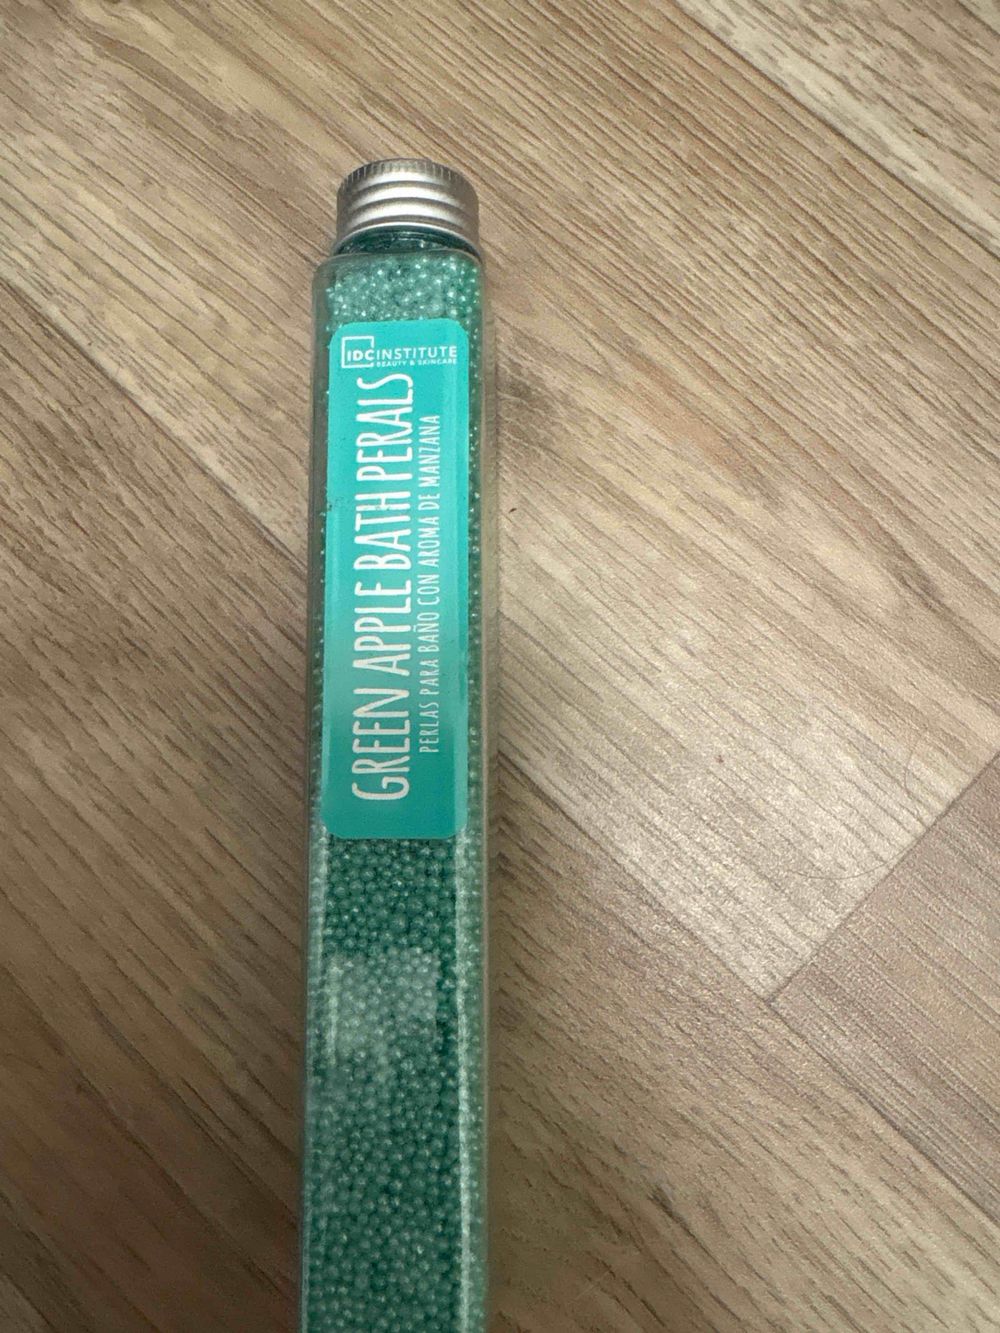 IDC INSTITUTE
BEAUTY & SKINCARE
GREEN APPLE BATH PERALS
PERLAS PARA BAÑO CON AROMA DE MANZANA